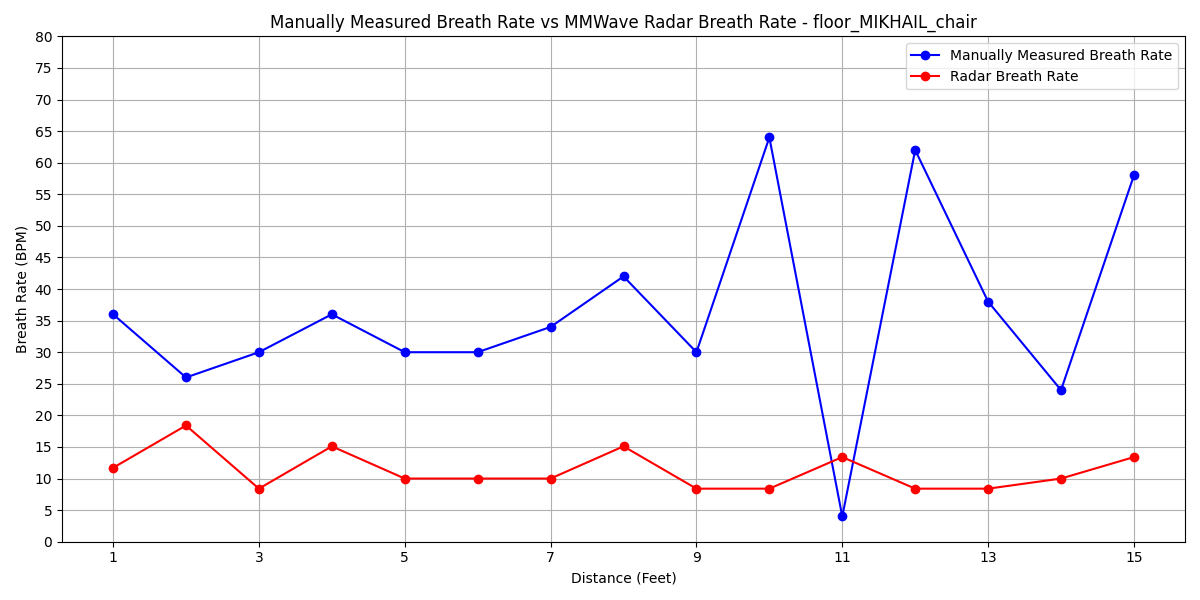 Manually Measured Breath Rate vs MMWave Radar Breath Rate - floor_MIKHAIL_chair
Manually Measured Breath Rate
Radar Breath Rate
Breath Rate (BPM)
80
75
70
65
60
55
50
45
40
35
30
25
20
15
10
5
0
1 3 5 7 9 11 13 15
Distance (Feet)